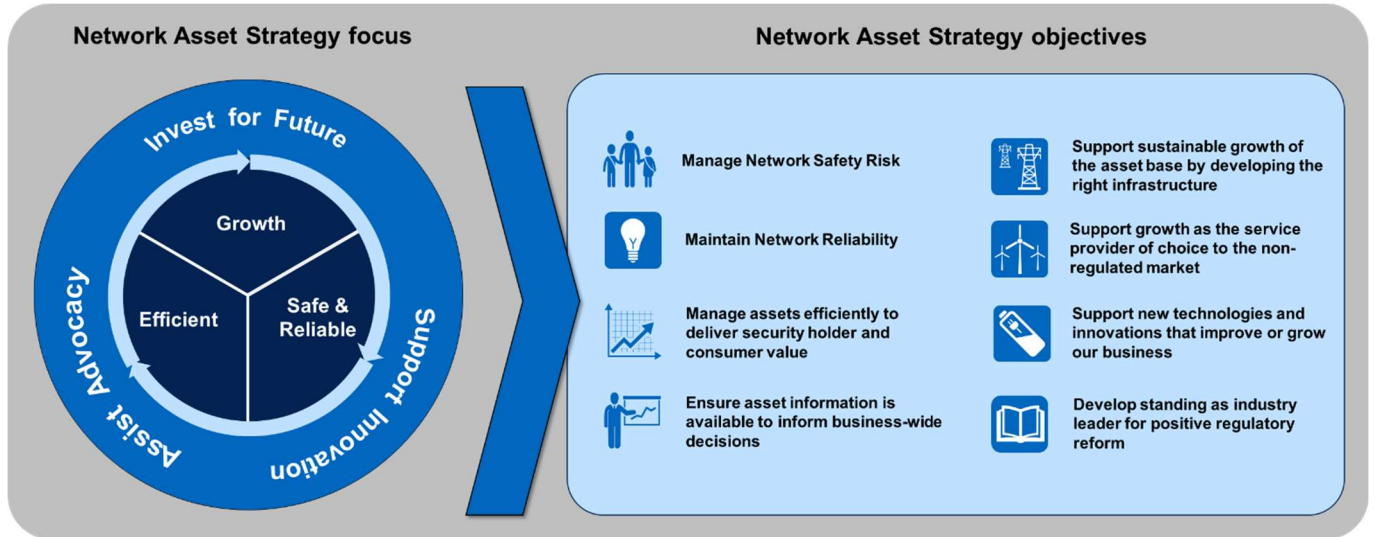 Network Asset Strategy focus
Invest for Future
Support Innovation
Assist Advocacy
Growth
Safe &
Reliable
Efficient
Network Asset Strategy objectives
Manage Network Safety Risk
Maintain Network Reliability
Manage assets efficiently to
deliver security holder and
consumer value
Ensure asset information is
available to inform business-wide
decisions
Support sustainable growth of
the asset base by developing the
right infrastructure
Support growth as the service
provider of choice to the non-
regulated market
Support new technologies and
innovations that improve or grow
our business
Develop standing as industry
leader for positive regulatory
reform